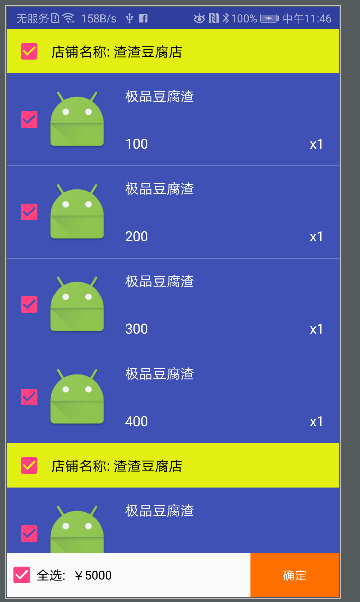 无服务 158B/s 100% 中午11:46
店铺名称: 渣渣豆腐店
极品豆腐渣
100 x1
极品豆腐渣
200 x1
极品豆腐渣
300 x1
极品豆腐渣
400 x1
店铺名称: 渣渣豆腐店
极品豆腐渣
全选: ￥5000 确定